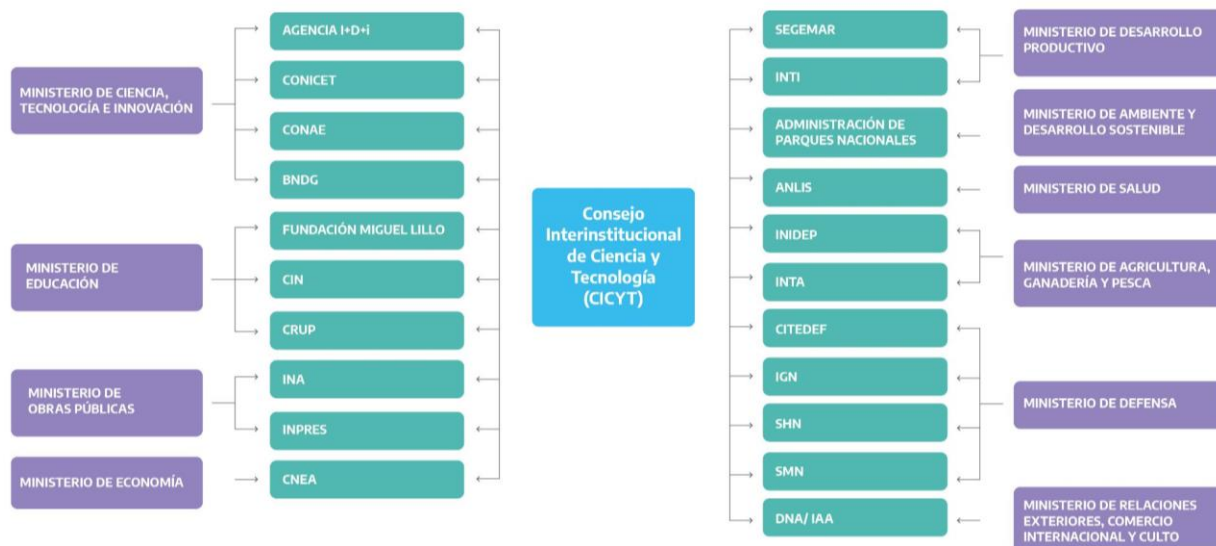 MINISTERIO DE CIENCIA,
TECNOLOGÍA E INNOVACIÓN
AGENCIA I+D+i
CONICET
CONAE
BNDG
MINISTERIO DE
EDUCACIÓN
FUNDACIÓN MIGUEL LILLO
CIN
CRUP
MINISTERIO DE
OBRAS PÚBLICAS
INA
INPRES
MINISTERIO DE ECONOMÍA
CNEA
Consejo
Interinstitucional
de Ciencia y
Tecnología
(CICYT)
SEGEMAR
INTI
MINISTERIO DE DESARROLLO
PRODUCTIVO
ADMINISTRACIÓN DE
PARQUES NACIONALES
MINISTERIO DE AMBIENTE Y
DESARROLLO SOSTENIBLE
ANLIS
MINISTERIO DE SALUD
INIDEP
INTA
MINISTERIO DE AGRICULTURA,
GANADERÍA Y PESCA
CITEDEF
IGN
SHN
SMN
MINISTERIO DE DEFENSA
DNA/ IAA
MINISTERIO DE RELACIONES
EXTERIORES, COMERCIO
INTERNACIONAL Y CULTO